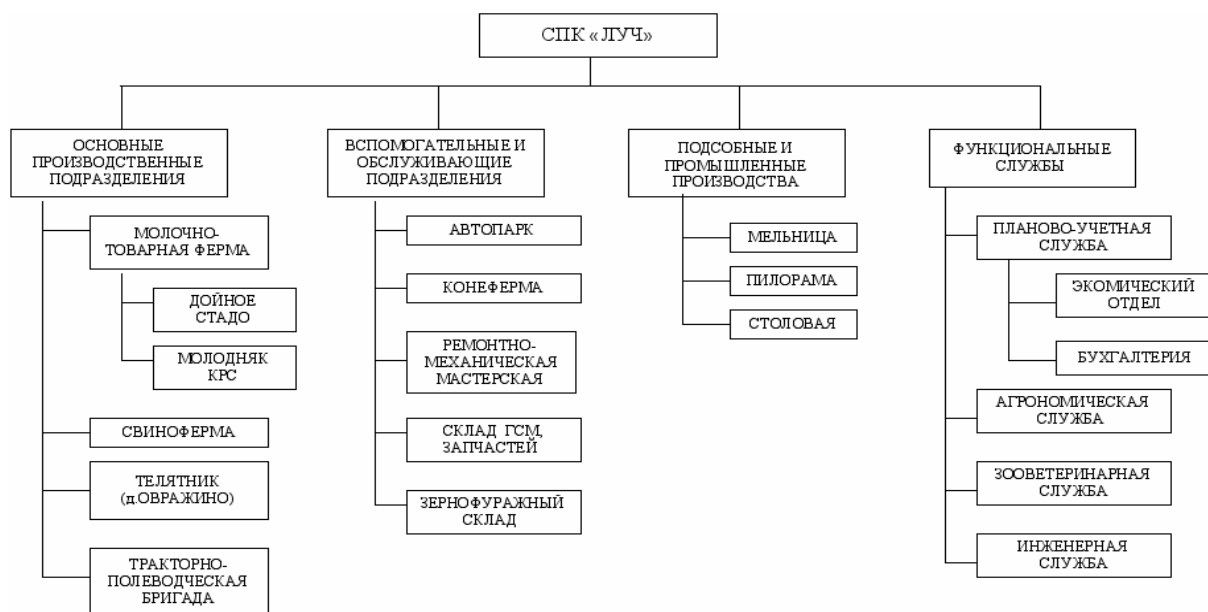 СПК «ЛУЧ»
ОСНОВНЫЕ
ПРОИЗВОДСТВЕННЫЕ
ПОДРАЗДЕЛЕНИЯ
МОЛОЧНО-
ТОВАРНАЯ ФЕРМА
ДОЙНОЕ
СТАДО
МОЛОДНЯК
КРС
СВИНОФЕРМА
ТЕЛЯТНИК
(д.ОВРАЖИНО)
ТРАКТОРНО-
ПОЛЕВОДЧЕСКАЯ
БРИГАДА
ВСПОМОГАТЕЛЬНЫЕ И
ОБСЛУЖИВАЮЩИЕ
ПОДРАЗДЕЛЕНИЯ
АВТОПАРК
КОНЕФЕРМА
РЕМОНТНО-
МЕХАНИЧЕСКАЯ
МАСТЕРСКАЯ
СКЛАД ГСМ,
ЗАПЧАСТЕЙ
ЗЕРНОФУРАЖНЫЙ
СКЛАД
ПОДСОБНЫЕ И
ПРОМЫШЛЕННЫЕ
ПРОИЗВОДСТВА
МЕЛЬНИЦА
ПИЛОРАМА
СТОЛОВАЯ
ФУНКЦИОНАЛЬНЫЕ
СЛУЖБЫ
ПЛАНОВО-УЧЕТНАЯ
СЛУЖБА
ЭКОМИЧЕСКИЙ
ОТДЕЛ
БУХГАЛТЕРИЯ
АГРОНОМИЧЕСКАЯ
СЛУЖБА
ЗООВЕТЕРИНАРНАЯ
СЛУЖБА
ИНЖЕНЕРНАЯ
СЛУЖБА